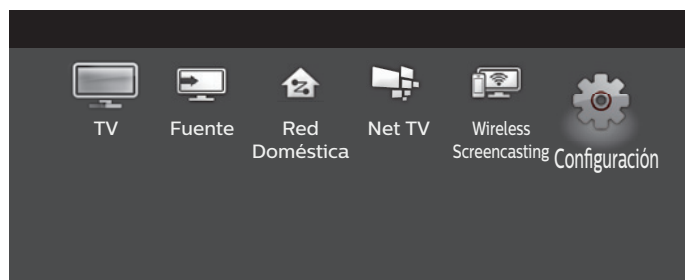 TV
Fuente
Red
Doméstica
Net TV
Wireless
Screencasting
Configuración